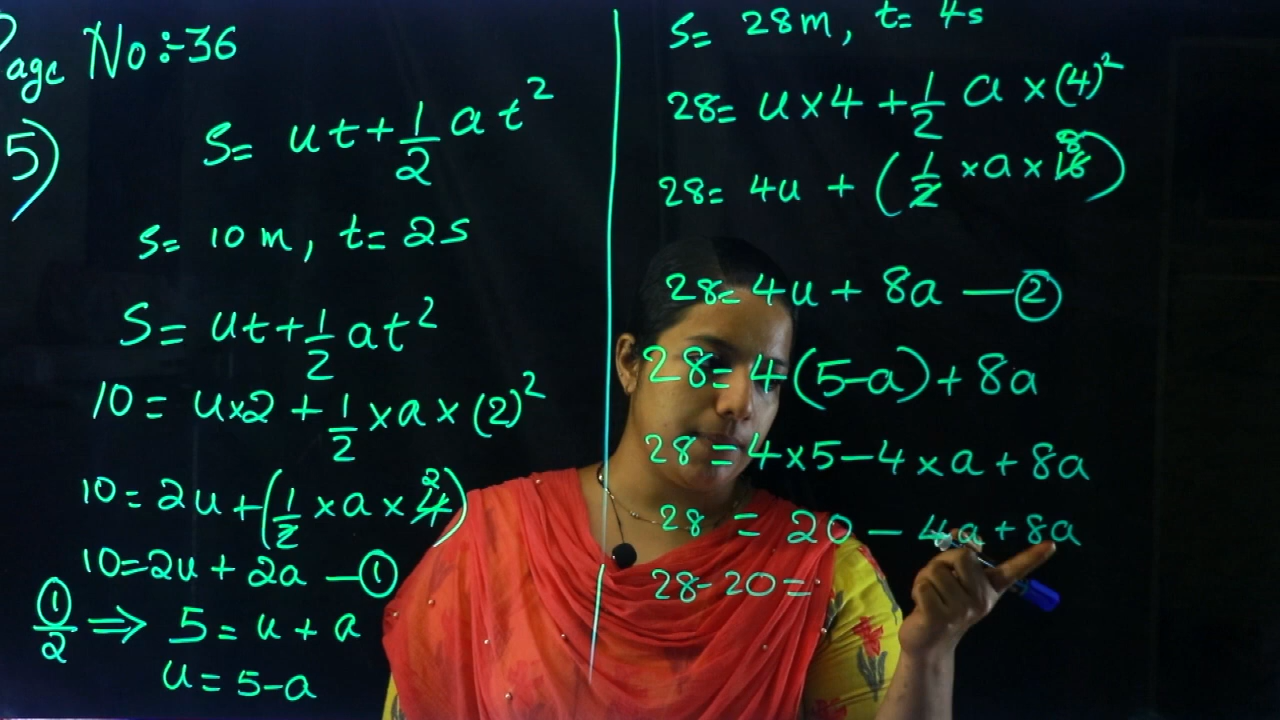 Page No:-36
5)
S= ut+1/2 at²
S= 10 m, t= 2s
S= ut+1/2 at²
10= u×2 + 1/2 ×a× (2)²
10= 2u+(1/2 ×a×4 2)
10=2u+ 2a —①
①/2 ⇒ 5= u+a
u= 5-a
S= 28m, t= 4s
28= u×4 +1/2 a ×(4)²
28= 4u + (1/2 ×a×16 8)
28= 4u+ 8a —②
28= 4(5-a)+ 8a
28 = 4×5-4×a+8a
28 = 20 - 4a+8a
28-20=